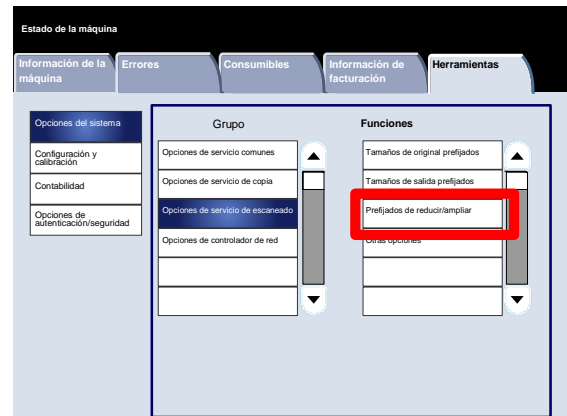 Estado de la máquina
Información de la
máquina
Errores
Consumibles
Información de
facturación
Herramientas
Opciones del sistema
Configuración y
calibración
Contabilidad
Opciones de
autenticación/seguridad
Grupo
Opciones de servicio comunes
Opciones de servicio de copia
Opciones de servicio de escaneado
Opciones de controlador de red
Funciones
Tamaños de original prefijados
Tamaños de salida prefijados
Prefijados de reducir/ampliar
Otras opciones